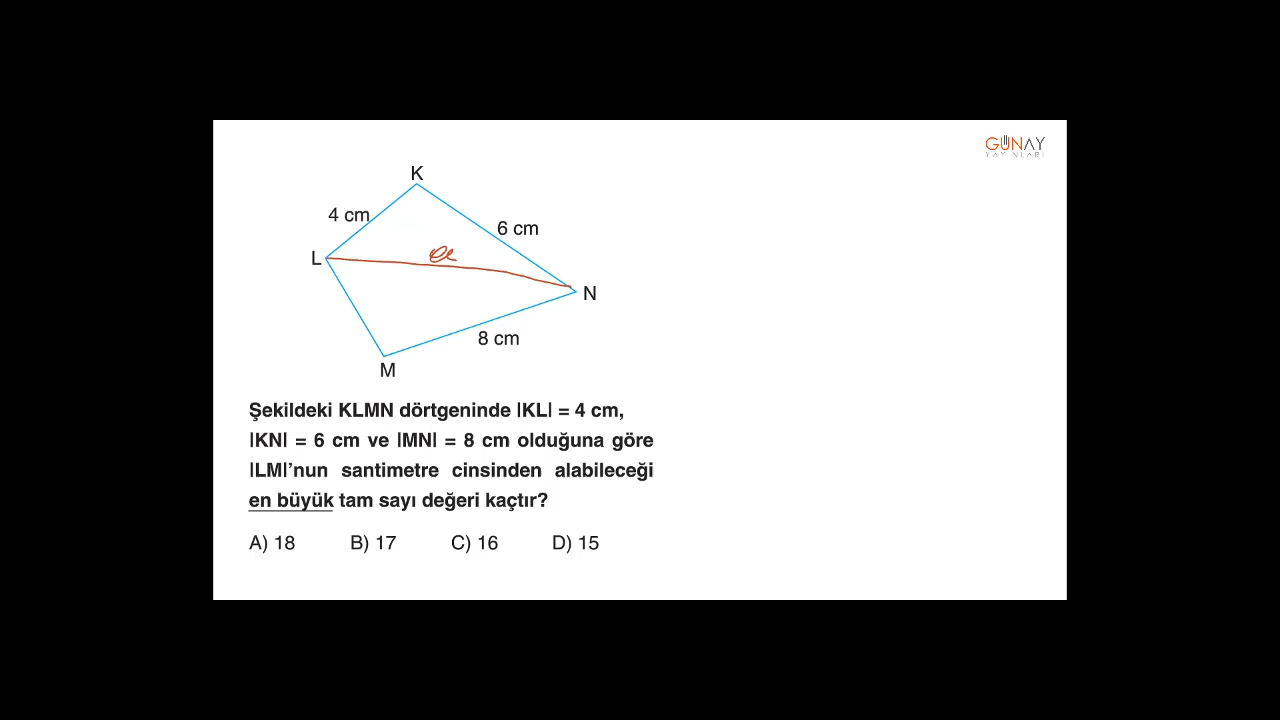 GÜNAY
YAYINLARI
K
4 cm
6 cm
a
L
N
8 cm
M
Şekildeki KLMN dörtgeninde |KL| = 4 cm,
|KN| = 6 cm ve |MN| = 8 cm olduğuna göre
|LM|'nun santimetre cinsinden alabileceği
en büyük tam sayı değeri kaçtır?
A) 18 B) 17 C) 16 D) 15